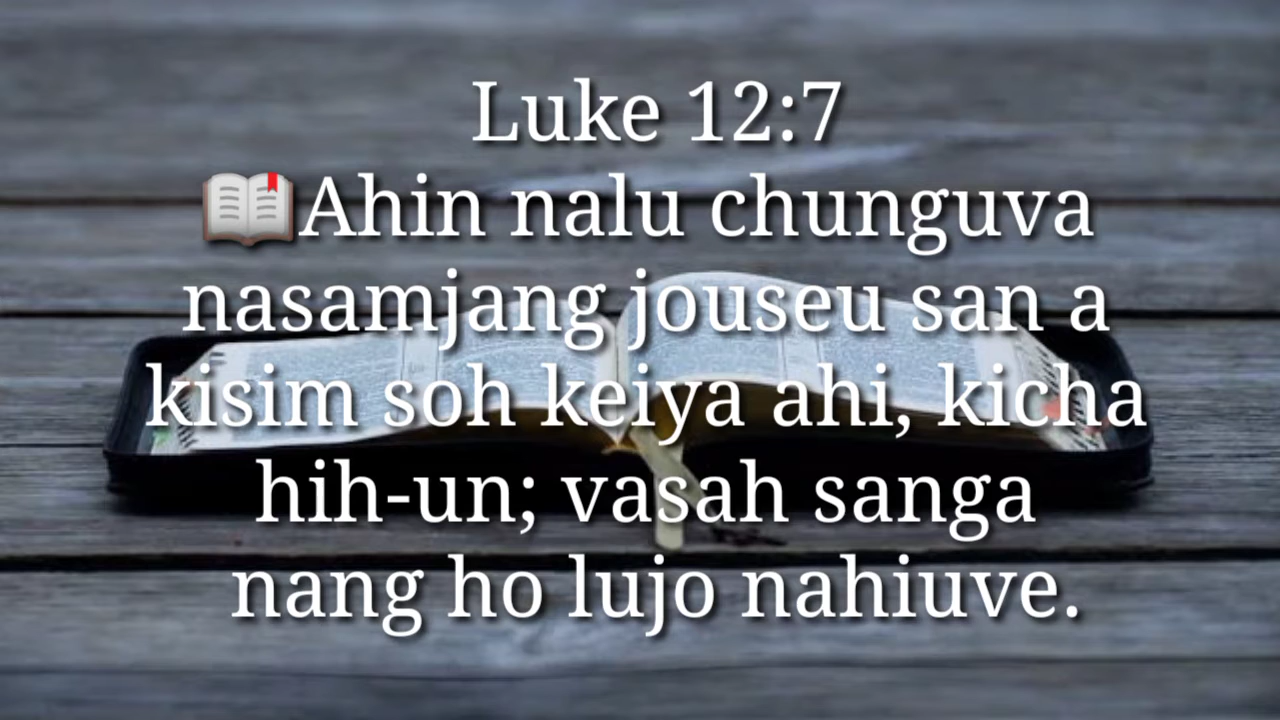 Luke 12:7
📖Ahin nalu chunguva
nasamjang jouseu san a
kisim soh keiya ahi, kicha
hih-un; vasah sanga
nang ho lujo nahiuve.